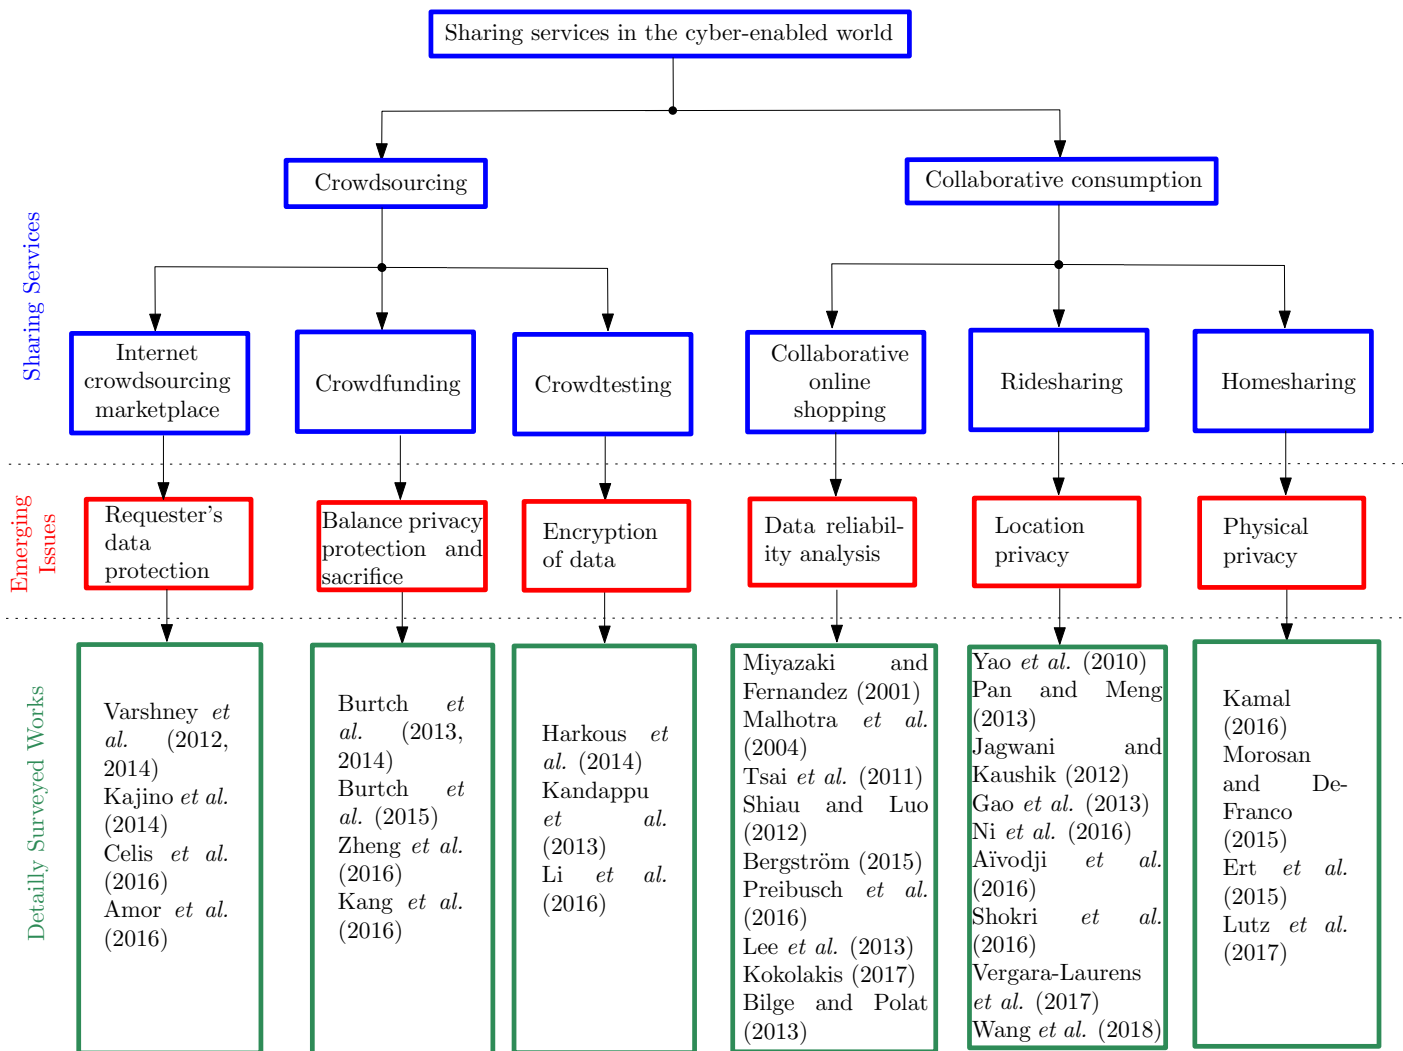 Sharing services in the cyber-enabled world
Crowdsourcing
Collaborative consumption
Sharing Services
Internet
crowdsourcing
marketplace
Crowdfunding
Crowdtesting
Collaborative
online
shopping
Ridesharing
Homesharing
Emerging
Issues
Requester's
data
protection
Balance privacy
protection and
sacrifice
Encryption
of data
Data reliabil-
ity analysis
Location
privacy
Physical
privacy
Detailly Surveyed Works
Varshney et
al. (2012,
2014)
Kajino et al.
(2014)
Celis et al.
(2016)
Amor et al.
(2016)
Burtch et
al. (2013,
2014)
Burtch et
al. (2015)
Zheng et al.
(2016)
Kang et al.
(2016)
Harkous et
al. (2014)
Kandappu
et al.
(2013)
Li et al.
(2016)
Miyazaki and
Fernandez (2001)
Malhotra et al.
(2004)
Tsai et al. (2011)
Shiau and Luo
(2012)
Bergström (2015)
Preibusch et al.
(2016)
Lee et al. (2013)
Kokolakis (2017)
Bilge and Polat
(2013)
Yao et al. (2010)
Pan and Meng
(2013)
Jagwani and
Kaushik (2012)
Gao et al. (2013)
Ni et al. (2016)
Aïvodji et al.
(2016)
Shokri et al.
(2016)
Vergara-Laurens
et al. (2017)
Wang et al. (2018)
Kamal
(2016)
Morosan
and De-
Franco
(2015)
Ert et al.
(2015)
Lutz et al.
(2017)